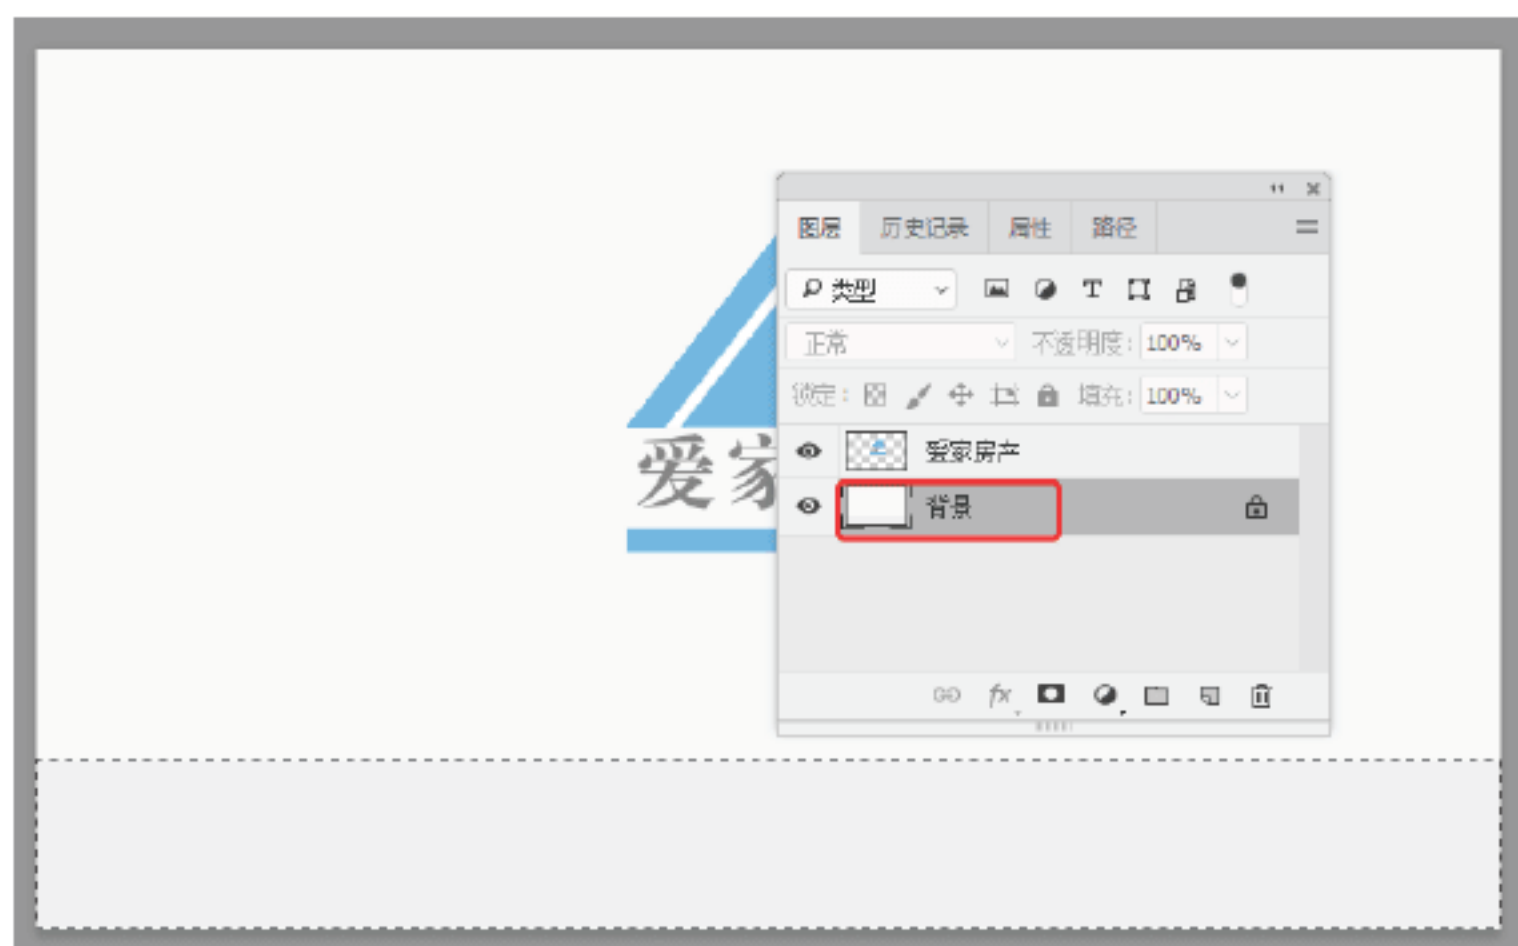 图层 历史记录 属性 路径
类型
T
正常 不透明度: 100%
锁定: 填充: 100%
爱家房产
背景
爱家
fx